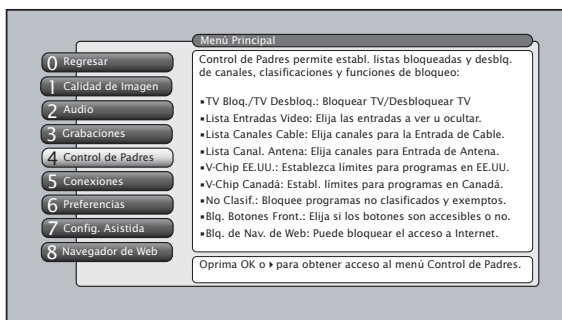 Menú Principal
0 Regresar
1 Calidad de Imagen
2 Audio
3 Grabaciones
4 Control de Padres
5 Conexiones
6 Preferencias
7 Config. Asistida
8 Navegador de Web
Control de Padres permite establ. listas bloqueadas y desblq.
de canales, clasificaciones y funciones de bloqueo:
▪TV Bloq./TV Desbloq.: Bloquear TV/Desbloquear TV
▪Lista Entradas Video: Elija las entradas a ver u ocultar.
▪Lista Canales Cable: Elija canales para la Entrada de Cable.
▪Lista Canal. Antena: Elija canales para Entrada de Antena.
▪V-Chip EE.UU.: Establezca límites para programas en EE.UU.
▪V-Chip Canadá: Establ. límites para programas en Canadá.
▪No Clasif.: Bloquee programas no clasificados y exemptos.
▪Blq. Botones Front.: Elija si los botones son accesibles o no.
▪Blq. de Nav. de Web: Puede bloquear el acceso a Internet.
Oprima OK o ▸ para obtener acceso al menú Control de Padres.